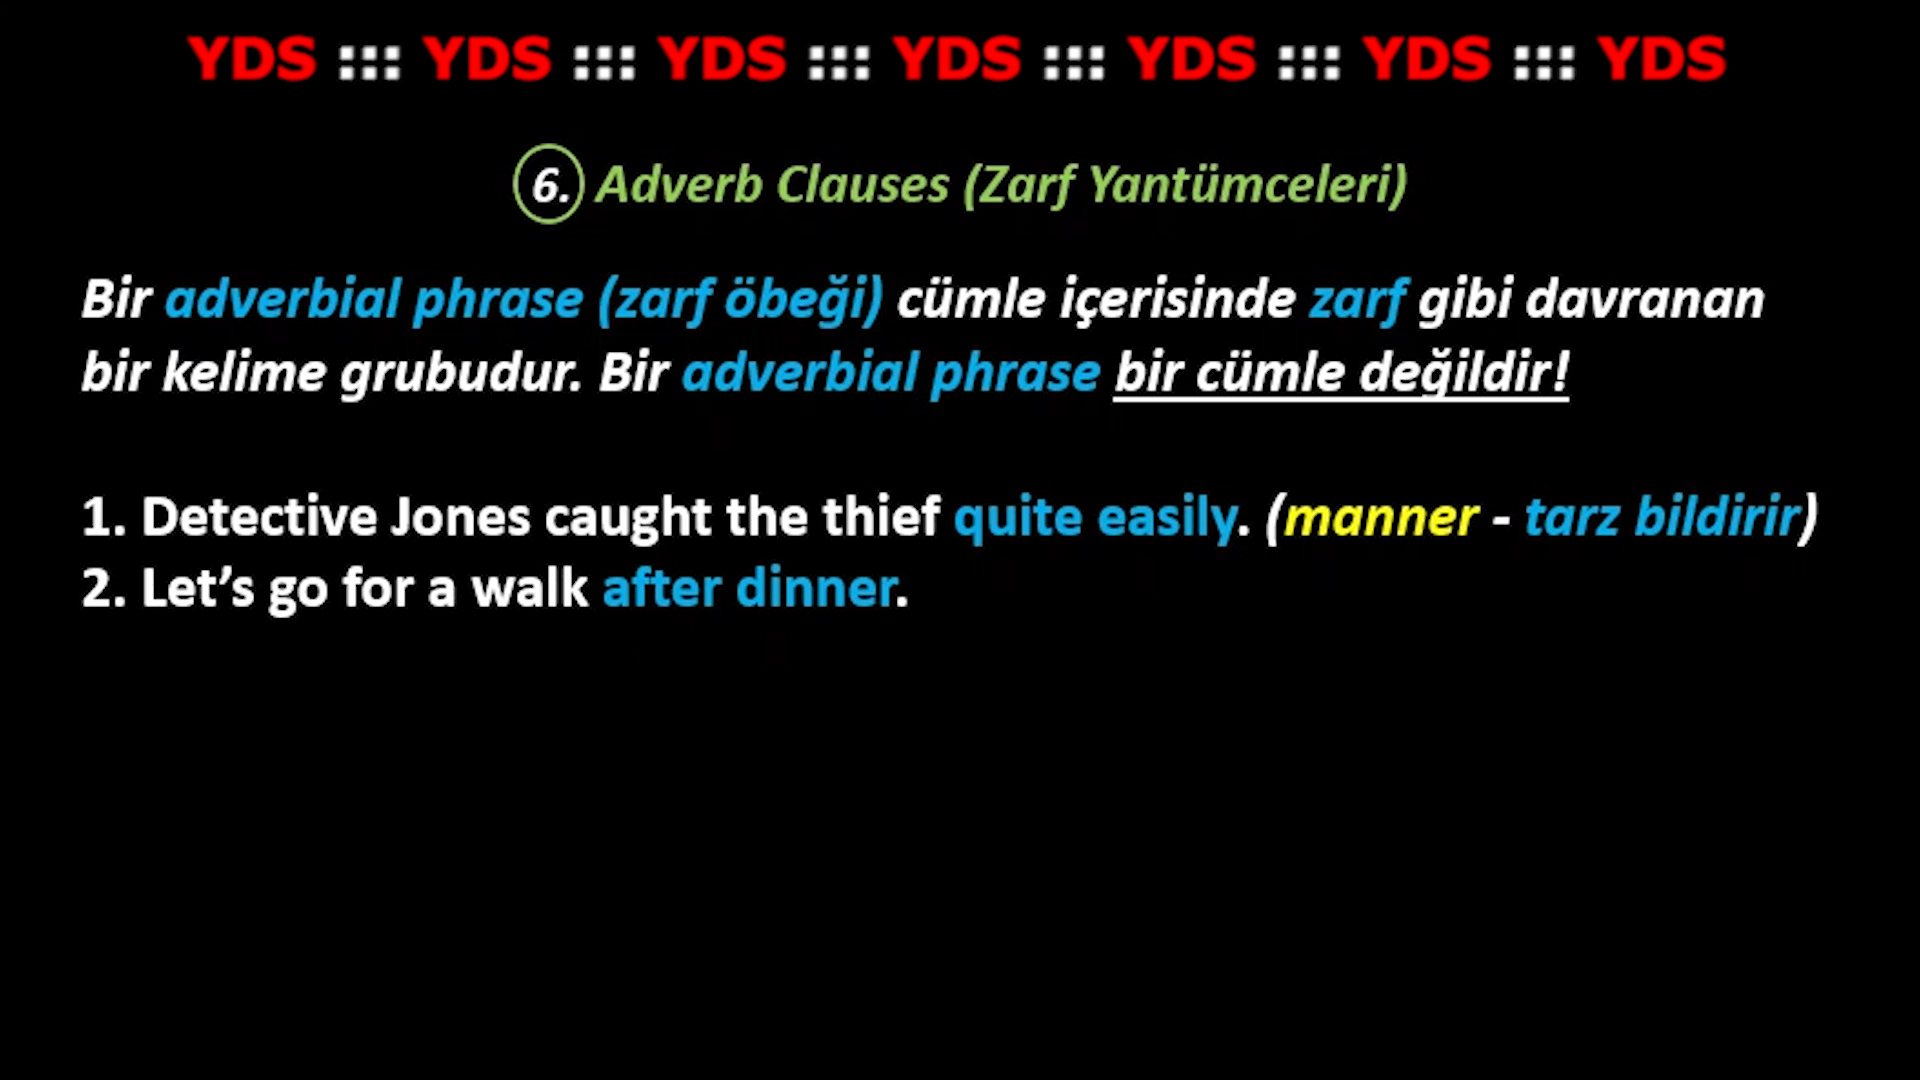 YDS ::: YDS ::: YDS ::: YDS ::: YDS ::: YDS ::: YDS
6. Adverb Clauses (Zarf Yantümceleri)
Bir adverbial phrase (zarf öbeği) cümle içerisinde zarf gibi davranan
bir kelime grubudur. Bir adverbial phrase bir cümle değildir!
1. Detective Jones caught the thief quite easily. (manner - tarz bildirir)
2. Let’s go for a walk after dinner.